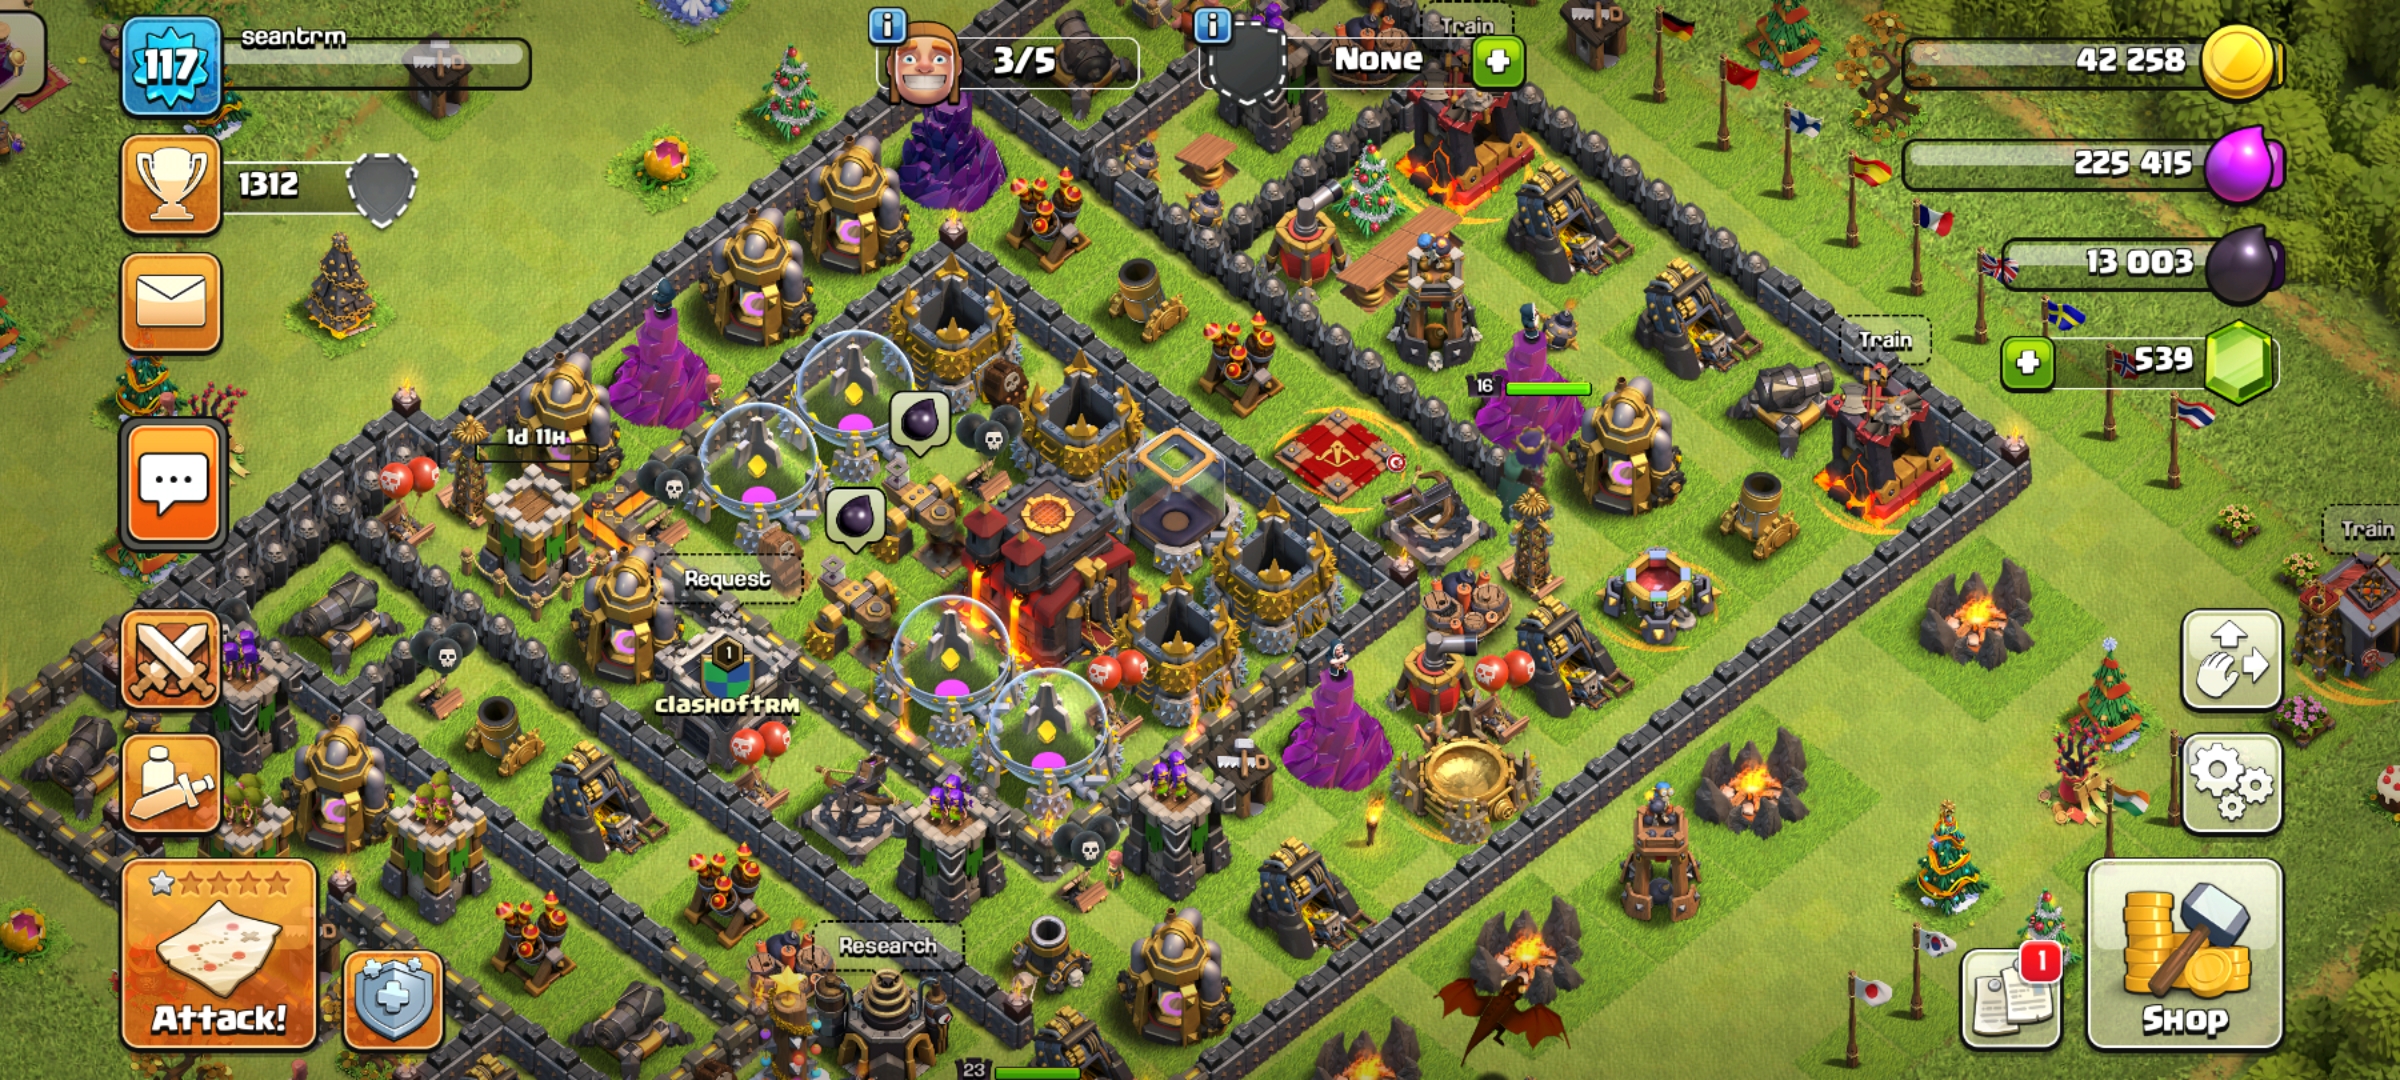 117
seantrm
3/5
None
Train
42 258
1312
225 415
13 003
Train
539
16
1d 11H
Request
1
clashoftrm
Train
Research
Attack!
1
Shop
23